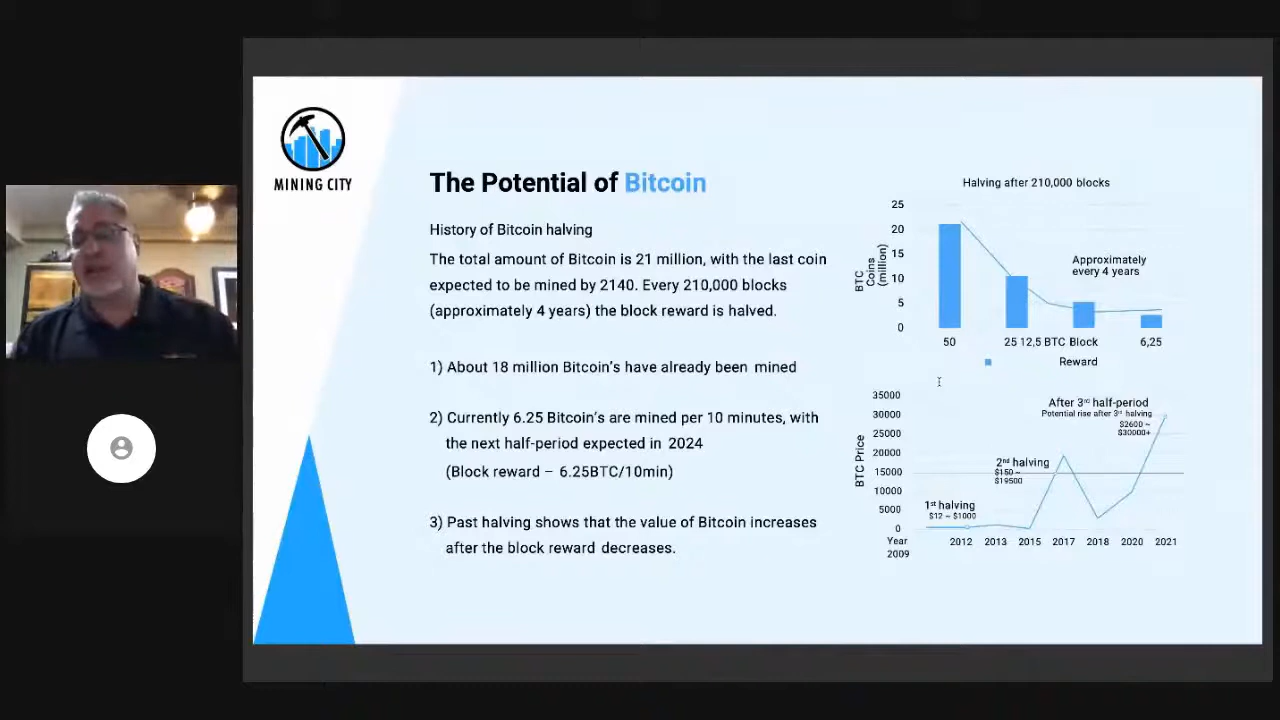 MINING CITY
The Potential of Bitcoin
History of Bitcoin halving
The total amount of Bitcoin is 21 million, with the last coin
expected to be mined by 2140. Every 210,000 blocks
(approximately 4 years) the block reward is halved.
1) About 18 million Bitcoin's have already been mined
2) Currently 6.25 Bitcoin's are mined per 10 minutes, with
the next half-period expected in 2024
(Block reward – 6.25BTC/10min)
3) Past halving shows that the value of Bitcoin increases
after the block reward decreases.
Halving after 210,000 blocks
25
20
15
10
5
0
BTC
Coins
(million)
Approximately
every 4 years
50 25 12,5 BTC Block 6,25
Reward
35000
30000
25000
20000
15000
10000
5000
0
BTC Price
After 3rd half-period
Potential rise after 3rd halving
$2600 ~
$30000+
2nd halving
$150 ~
$19500
1st halving
$12 ~ $1000
Year
2009
2012 2013 2015 2017 2018 2020 2021